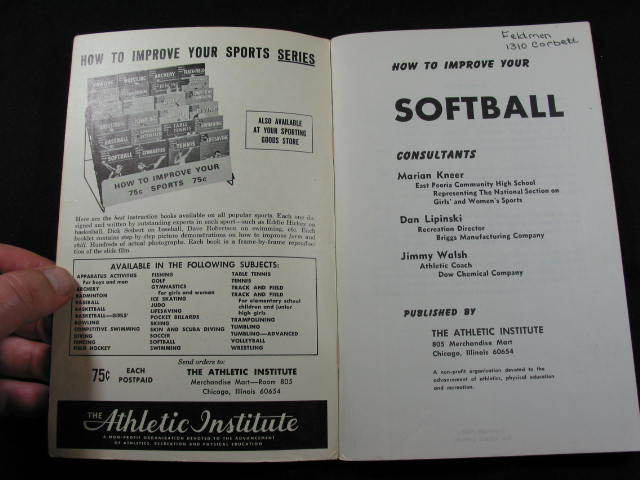 HOW TO IMPROVE YOUR SPORTS SERIES
ARCHERY
SOFTBALL
TABLE TENNIS
HOW TO IMPROVE YOUR
75¢ SPORTS 75¢
ALSO AVAILABLE
AT YOUR SPORTING
GOODS STORE
Here are the best instruction books available on all popular sports. Each one de-
signed and written by outstanding experts in each sport—such as Eddie Hickey on
basketball, Dick Siebert on baseball, Dave Robertson on swimming, etc. Each
booklet contains step-by-step picture demonstrations on how to improve form and
skill. Hundreds of actual photographs. Each book is a frame-by-frame reproduc-
tion of the slide film.
AVAILABLE IN THE FOLLOWING SUBJECTS:
APPARATUS ACTIVITIES
For boys and men
ARCHERY
BADMINTON
BASEBALL
BASKETBALL
BASKETBALL—GIRLS'
BOWLING
COMPETITIVE SWIMMING
DIVING
FENCING
FIELD HOCKEY
FISHING
GOLF
GYMNASTICS
For girls and women
ICE SKATING
JUDO
LIFESAVING
POCKET BILLIARDS
SKIING
SKIN AND SCUBA DIVING
SOCCER
SOFTBALL
SWIMMING
TABLE TENNIS
TENNIS
TRACK AND FIELD
TRACK AND FIELD
For elementary school
children and junior
high girls
TRAMPOLINING
TUMBLING
TUMBLING—ADVANCED
VOLLEYBALL
WRESTLING
Send orders to:
75¢ EACH POSTPAID
THE ATHLETIC INSTITUTE
Merchandise Mart—Room 805
Chicago, Illinois 60654
THE Athletic Institute
A NON-PROFIT ORGANIZATION DEVOTED TO THE ADVANCEMENT
OF ATHLETICS, RECREATION AND PHYSICAL EDUCATION
Feldmen
1310 Corbett
HOW TO IMPROVE YOUR
SOFTBALL
CONSULTANTS
Marian Kneer
East Peoria Community High School
Representing The National Section on
Girls' and Women's Sports
Dan Lipinski
Recreation Director
Briggs Manufacturing Company
Jimmy Walsh
Athletic Coach
Dow Chemical Company
PUBLISHED BY
THE ATHLETIC INSTITUTE
805 Merchandise Mart
Chicago, Illinois 60654
A non-profit organization devoted to the
advancement of athletics, physical education
and recreation.